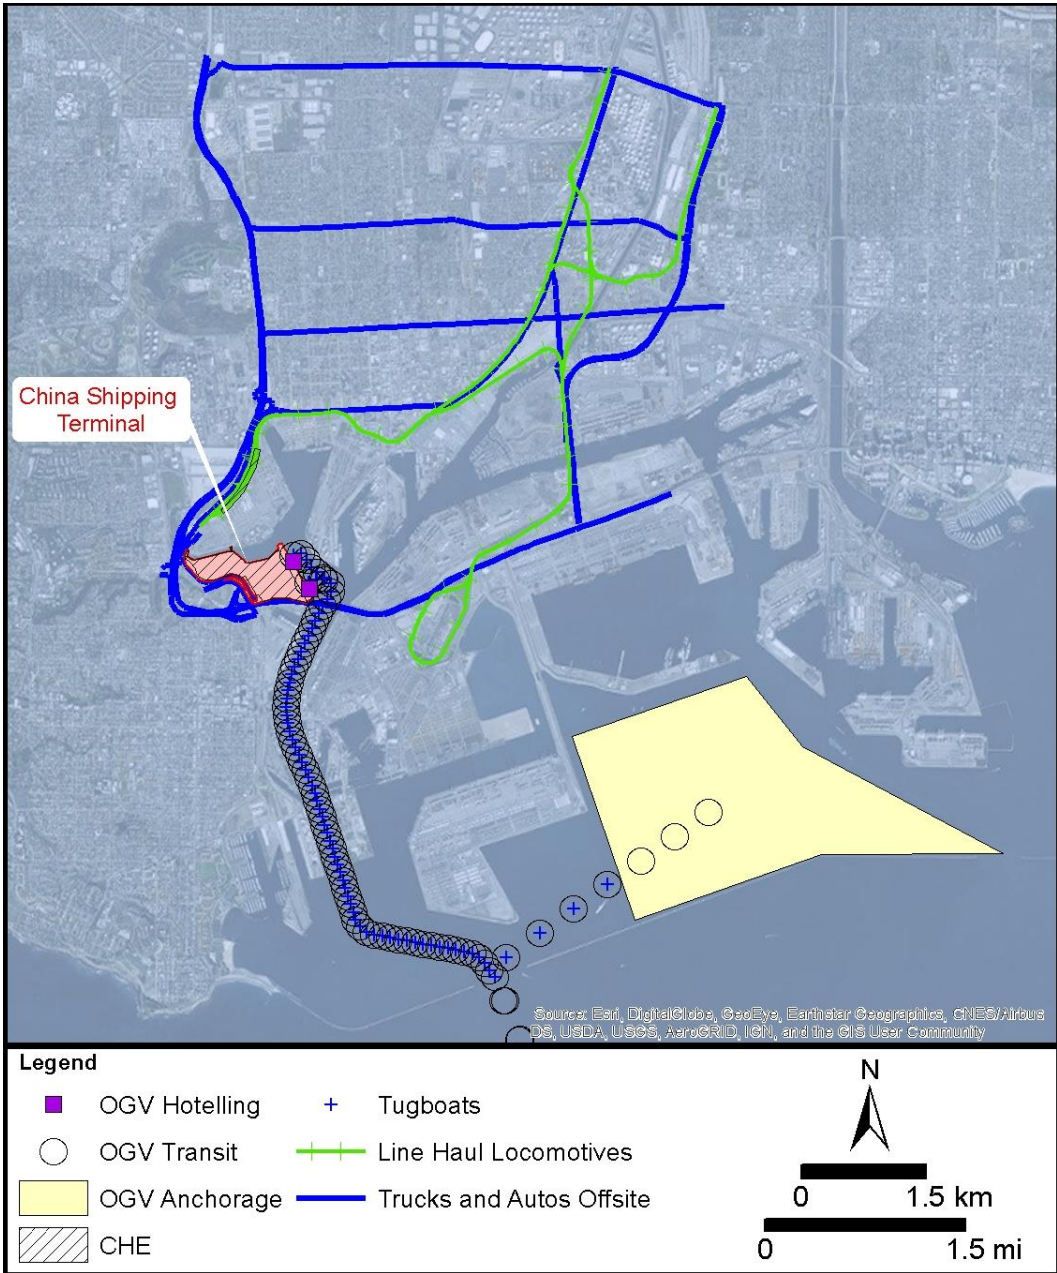 China Shipping
Terminal
Source: Esri, DigitalGlobe, GeoEye, Earthstar Geographics, CNES/Airbus
DS, USDA, USGS, AeroGRID, IGN, and the GIS User Community
Legend
OGV Hotelling
Tugboats
OGV Transit
Line Haul Locomotives
OGV Anchorage
Trucks and Autos Offsite
CHE
N
0 1.5 km
0 1.5 mi